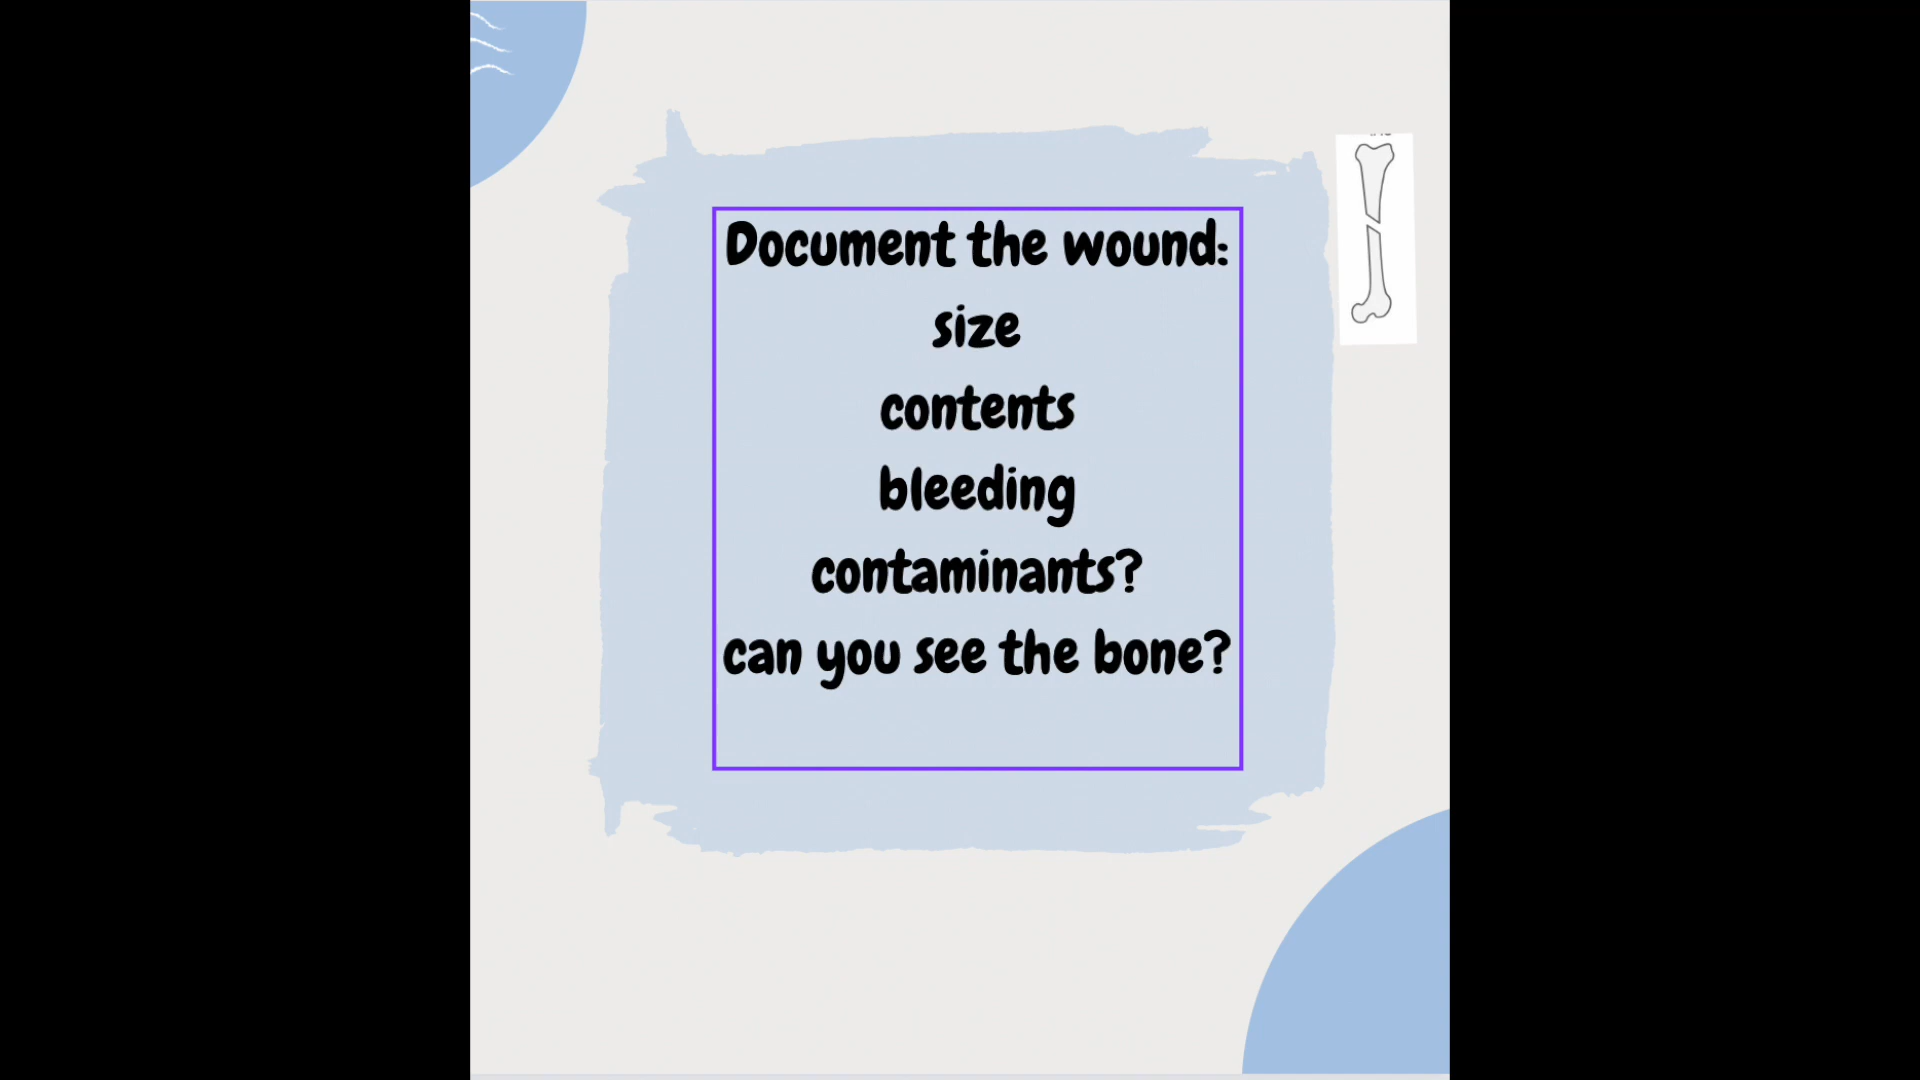 Document the wound:
size
contents
bleeding
contaminants?
can you see the bone?